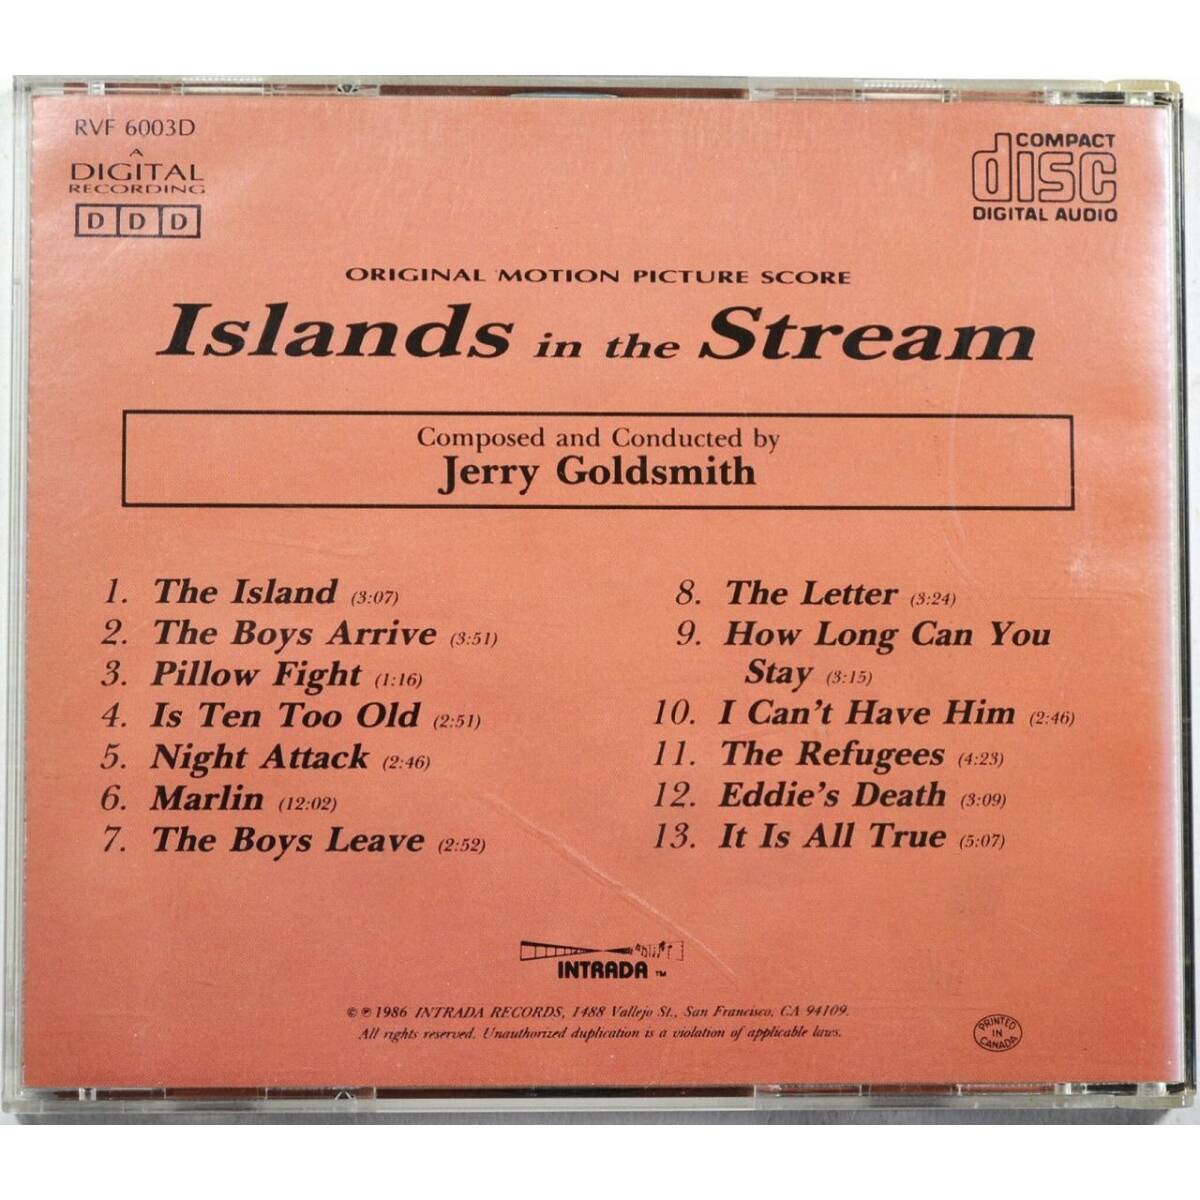 RVF 6003D
A
DIGITAL
RECORDING
D D D
COMPACT
disc
DIGITAL AUDIO
ORIGINAL MOTION PICTURE SCORE
Islands in the Stream
Composed and Conducted by
Jerry Goldsmith
1. The Island (3:07)
2. The Boys Arrive (3:51)
3. Pillow Fight (1:16)
4. Is Ten Too Old (2:51)
5. Night Attack (2:46)
6. Marlin (12:02)
7. The Boys Leave (2:52)
8. The Letter (3:24)
9. How Long Can You
Stay (3:15)
10. I Can't Have Him (2:46)
11. The Refugees (4:23)
12. Eddie's Death (3:09)
13. It Is All True (5:07)
INTRADA ™
© ℗ 1986 INTRADA RECORDS, 1488 Vallejo St., San Francisco, CA 94109.
All rights reserved. Unauthorized duplication is a violation of applicable laws.
PRINTED
IN
CANADA